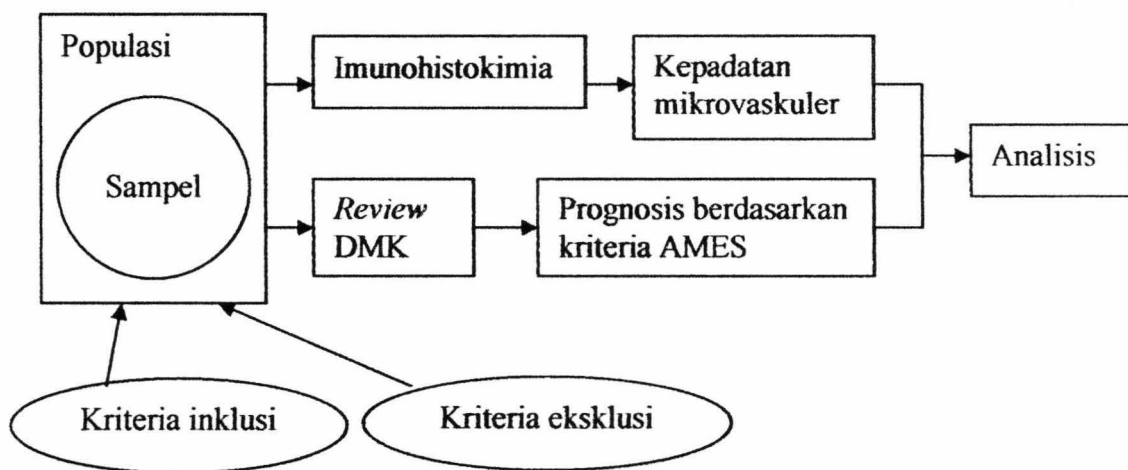 Populasi
Sampel
Imunohistokimia
Kepadatan
mikrovaskuler
Review
DMK
Prognosis berdasarkan
kriteria AMES
Analisis
Kriteria inklusi
Kriteria eksklusi